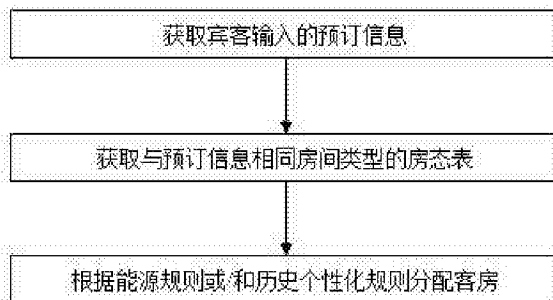 获取宾客输入的预订信息
获取与预订信息相同房间类型的房态表
根据能源规则或/和历史个性化规则分配客房